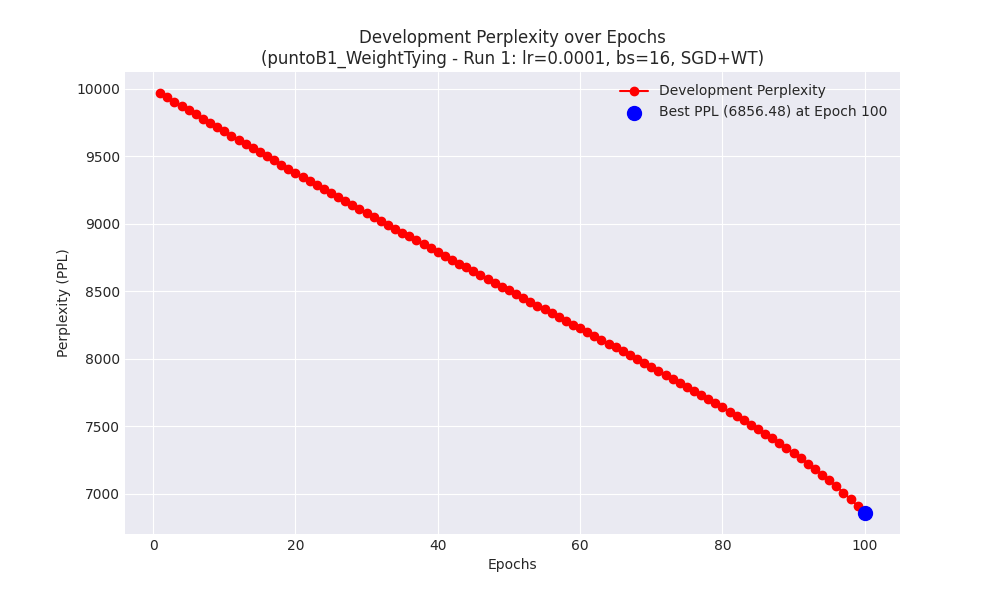 Development Perplexity over Epochs
(puntoB1_WeightTying - Run 1: lr=0.0001, bs=16, SGD+WT)
Development Perplexity
Best PPL (6856.48) at Epoch 100
Perplexity (PPL)
10000
9500
9000
8500
8000
7500
7000
0 20 40 60 80 100
Epochs